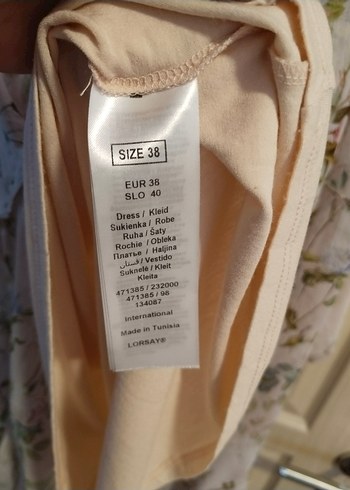 SIZE 38
EUR 38
SLO 40
Dress / Kleid
Sukienka / Robe
Ruha / Šaty
Rochie / Obleka
Платье / Haljina
فستان / Vestido
Suknelė / Kleit
Kleita
471385 / 232000
471385 / 98
134087
International
Made in Tunisia
LORSAY®